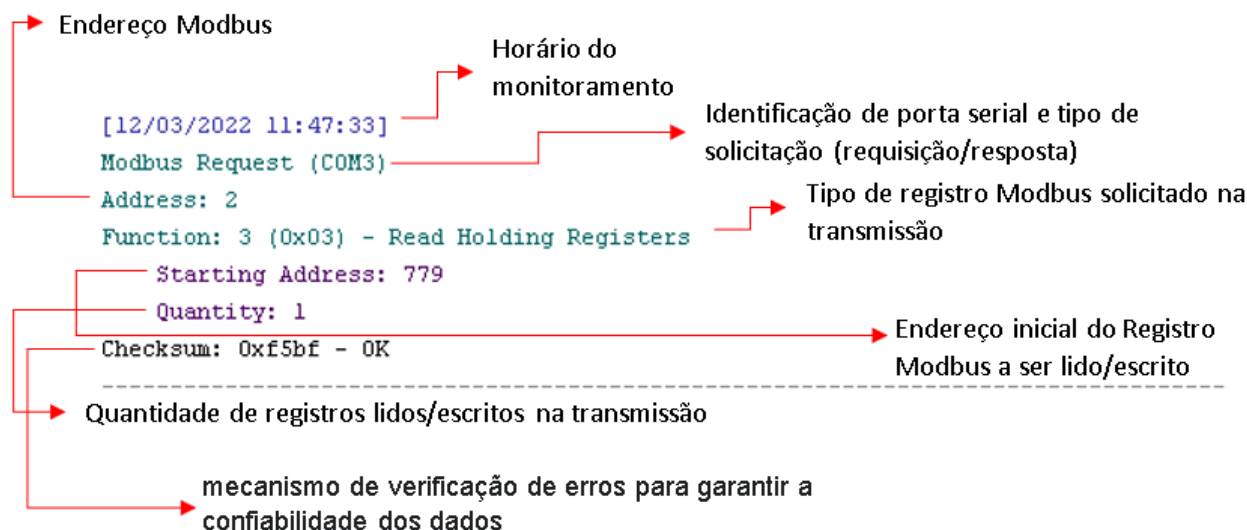 Endereço Modbus
Horário do
monitoramento
[12/03/2022 11:47:33]
Identificação de porta serial e tipo de
solicitação (requisição/resposta)
Modbus Request (COM3)
Address: 2
Tipo de registro Modbus solicitado na
transmissão
Function: 3 (0x03) - Read Holding Registers
Starting Address: 779
Quantity: 1
Endereço inicial do Registro
Modbus a ser lido/escrito
Checksum: 0xf5bf - OK
Quantidade de registros lidos/escritos na transmissão
mecanismo de verificação de erros para garantir a
confiabilidade dos dados